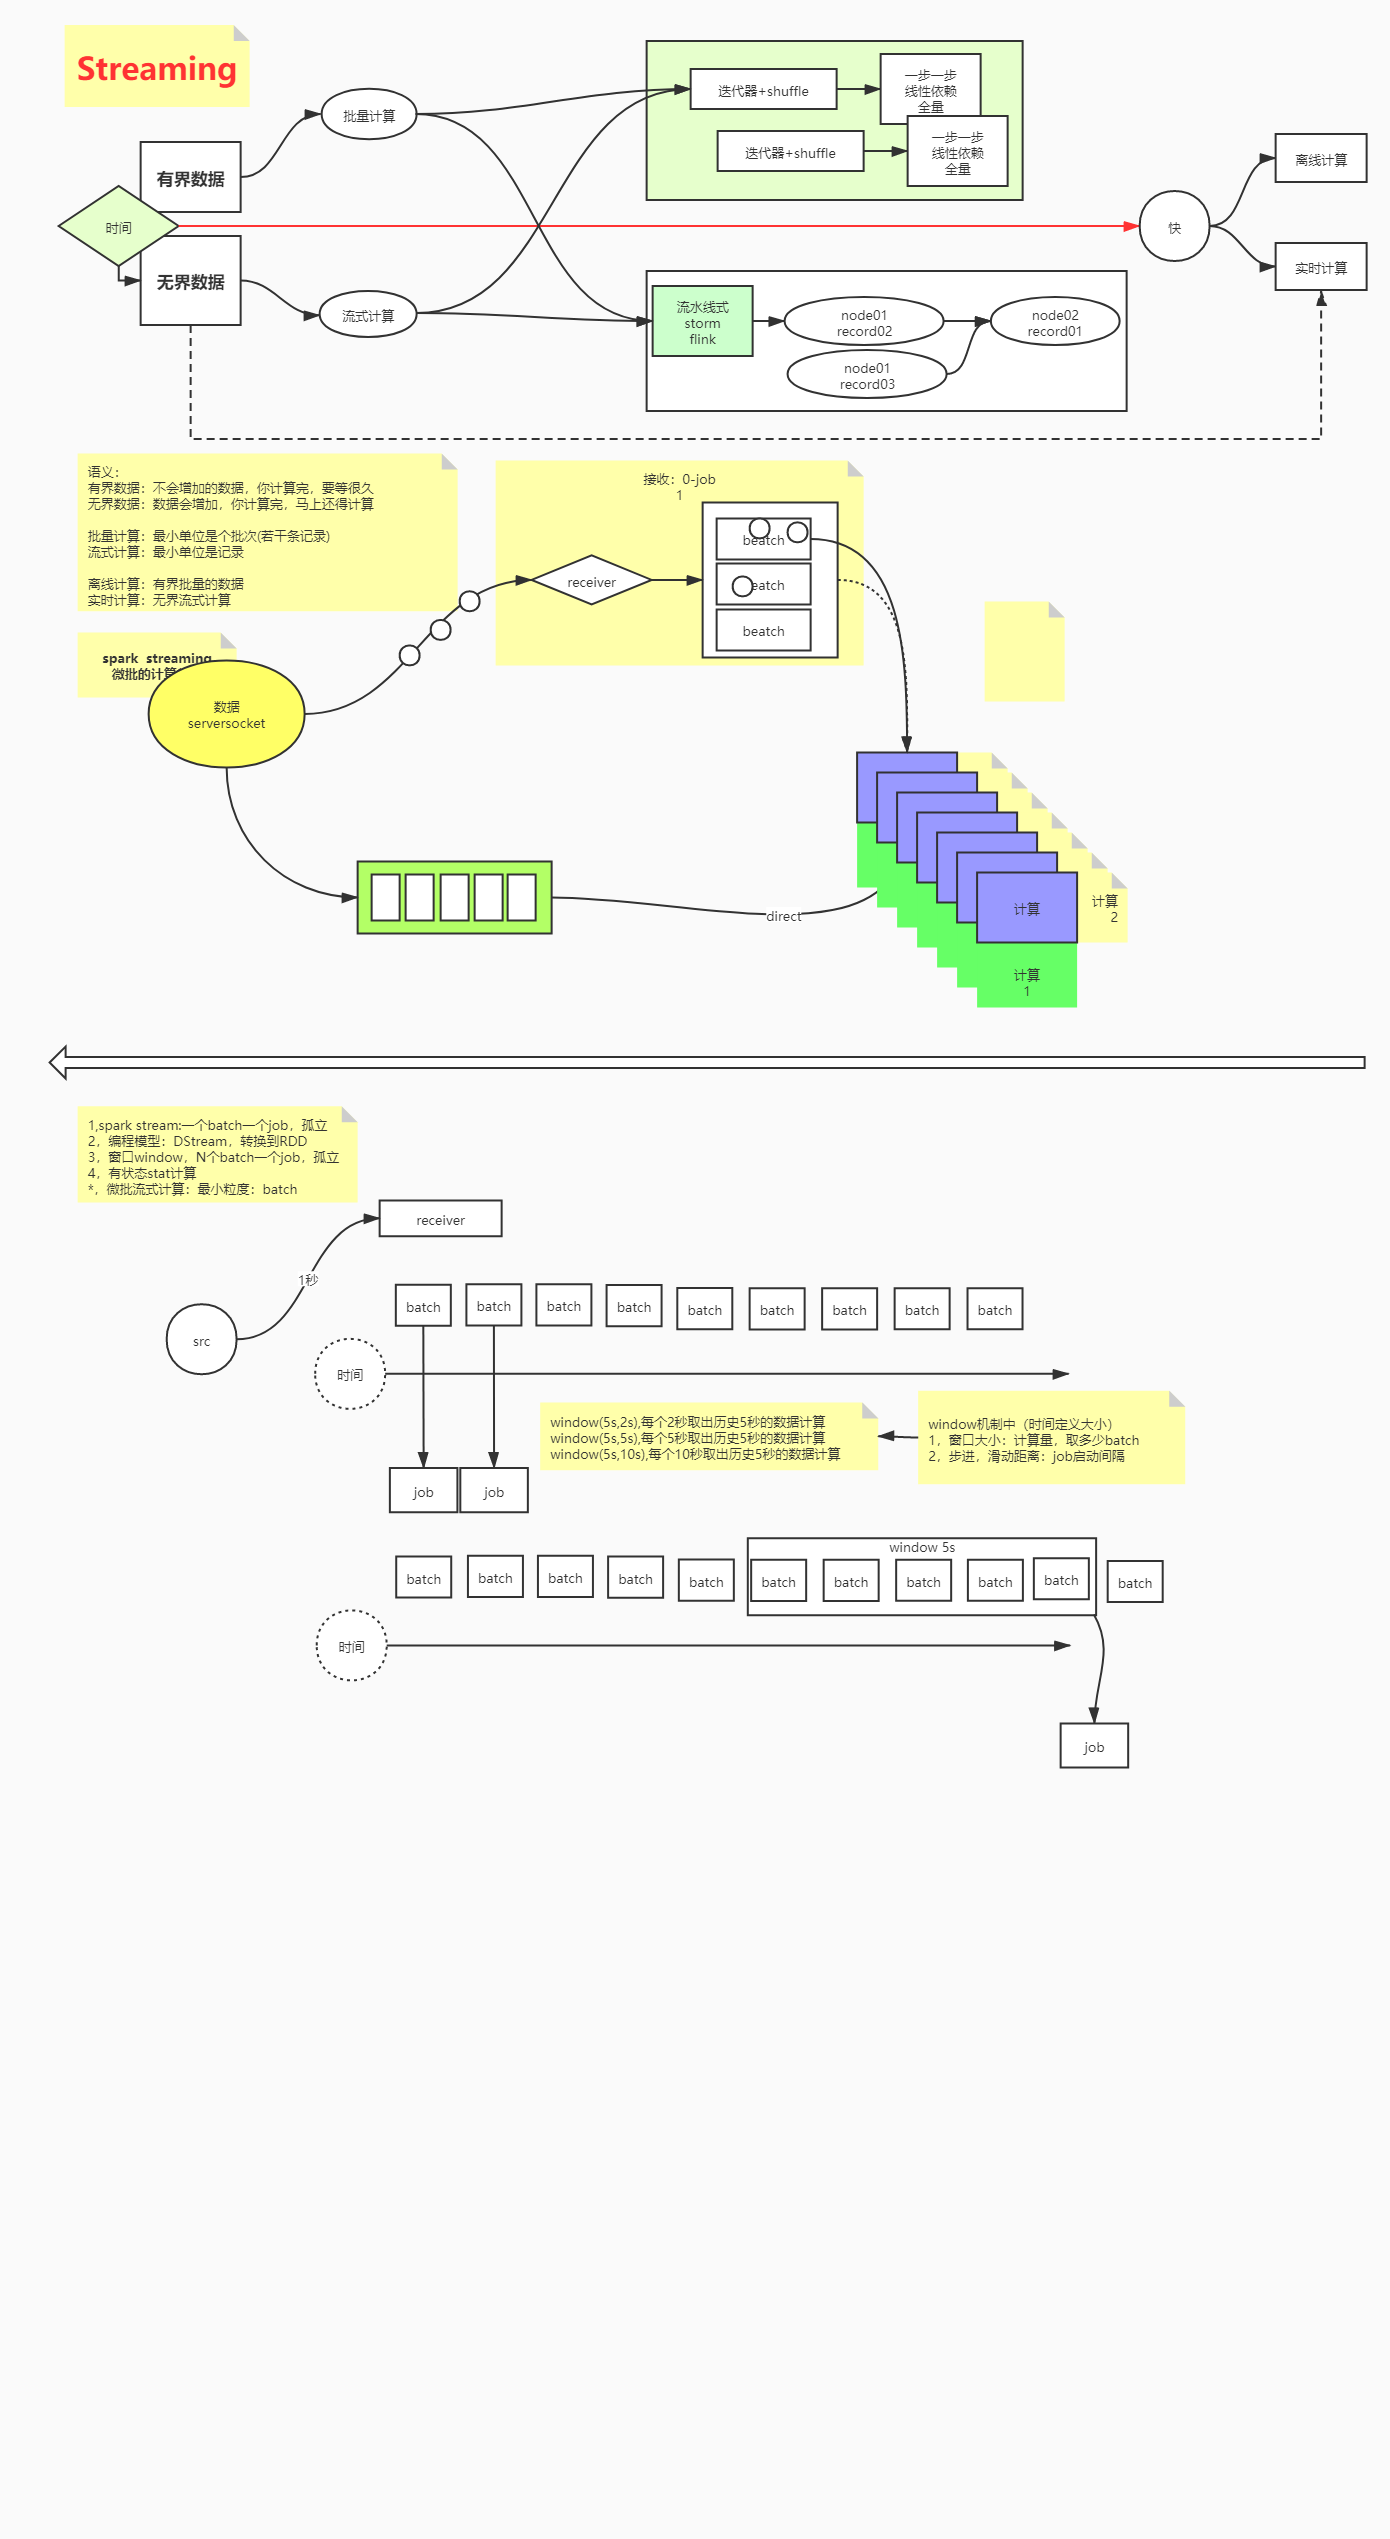 Streaming
批量计算
迭代器+shuffle
一步一步
线性依赖
全量
迭代器+shuffle
一步一步
线性依赖
全量
有界数据
时间
无界数据
流式计算
快
离线计算
实时计算
流水线式
storm
flink
node01
record02
node02
record01
node01
record03
语义：
有界数据：不会增加的数据，你计算完，要等很久
无界数据：数据会增加，你计算完，马上还得计算
批量计算：最小单位是个批次(若干条记录)
流式计算：最小单位是记录
离线计算：有界批量的数据
实时计算：无界流式计算
接收：0-job
1
receiver
beatch
eatch
beatch
spark streaming
微批的计
数据
serversocket
direct
计算
计算
2
计算
1
1,spark stream:一个batch一个job，孤立
2，编程模型：DStream，转换到RDD
3，窗口window，N个batch一个job，孤立
4，有状态stat计算
*，微批流式计算：最小粒度：batch
receiver
1秒
src
batch
batch
batch
batch
batch
batch
batch
batch
batch
时间
window(5s,2s),每个2秒取出历史5秒的数据计算
window(5s,5s),每个5秒取出历史5秒的数据计算
window(5s,10s),每个10秒取出历史5秒的数据计算
window机制中（时间定义大小）
1，窗口大小：计算量，取多少batch
2，步进，滑动距离：job启动间隔
job
job
window 5s
batch
batch
batch
batch
batch
batch
batch
batch
batch
batch
batch
时间
job